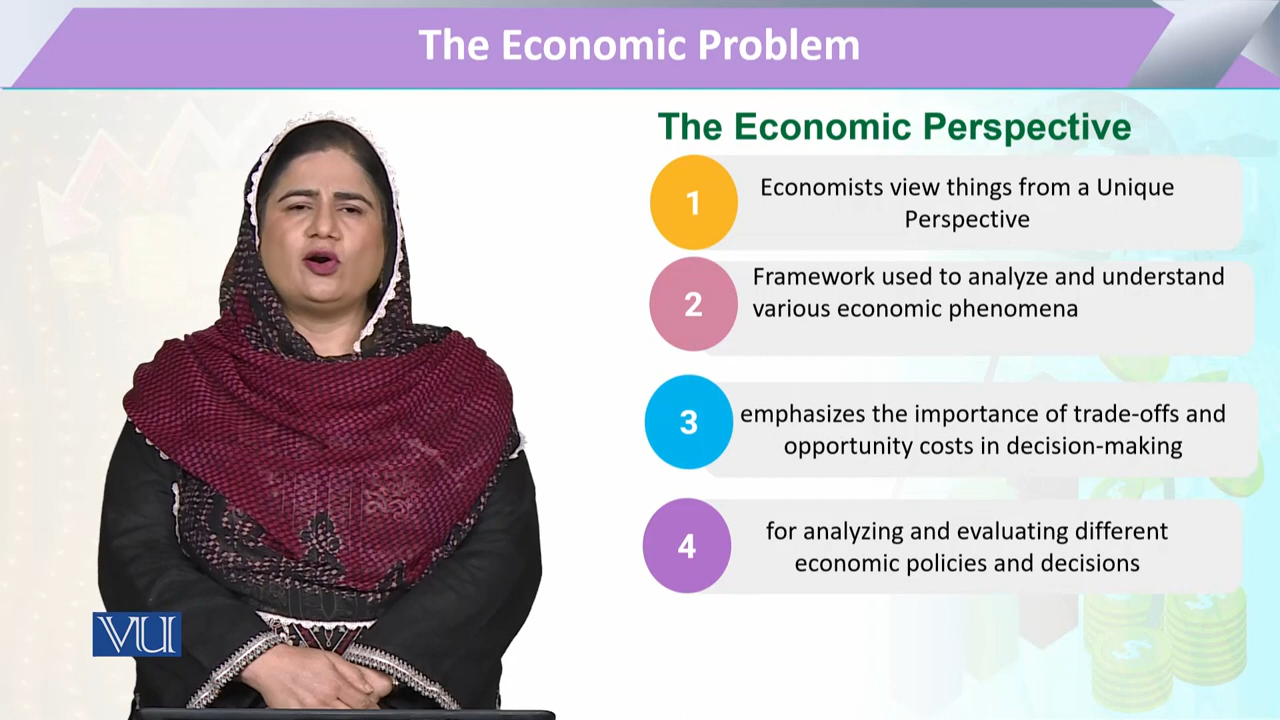 The Economic Problem
The Economic Perspective
1
Economists view things from a Unique
Perspective
2
Framework used to analyze and understand
various economic phenomena
3
emphasizes the importance of trade-offs and
opportunity costs in decision-making
4
for analyzing and evaluating different
economic policies and decisions
VU